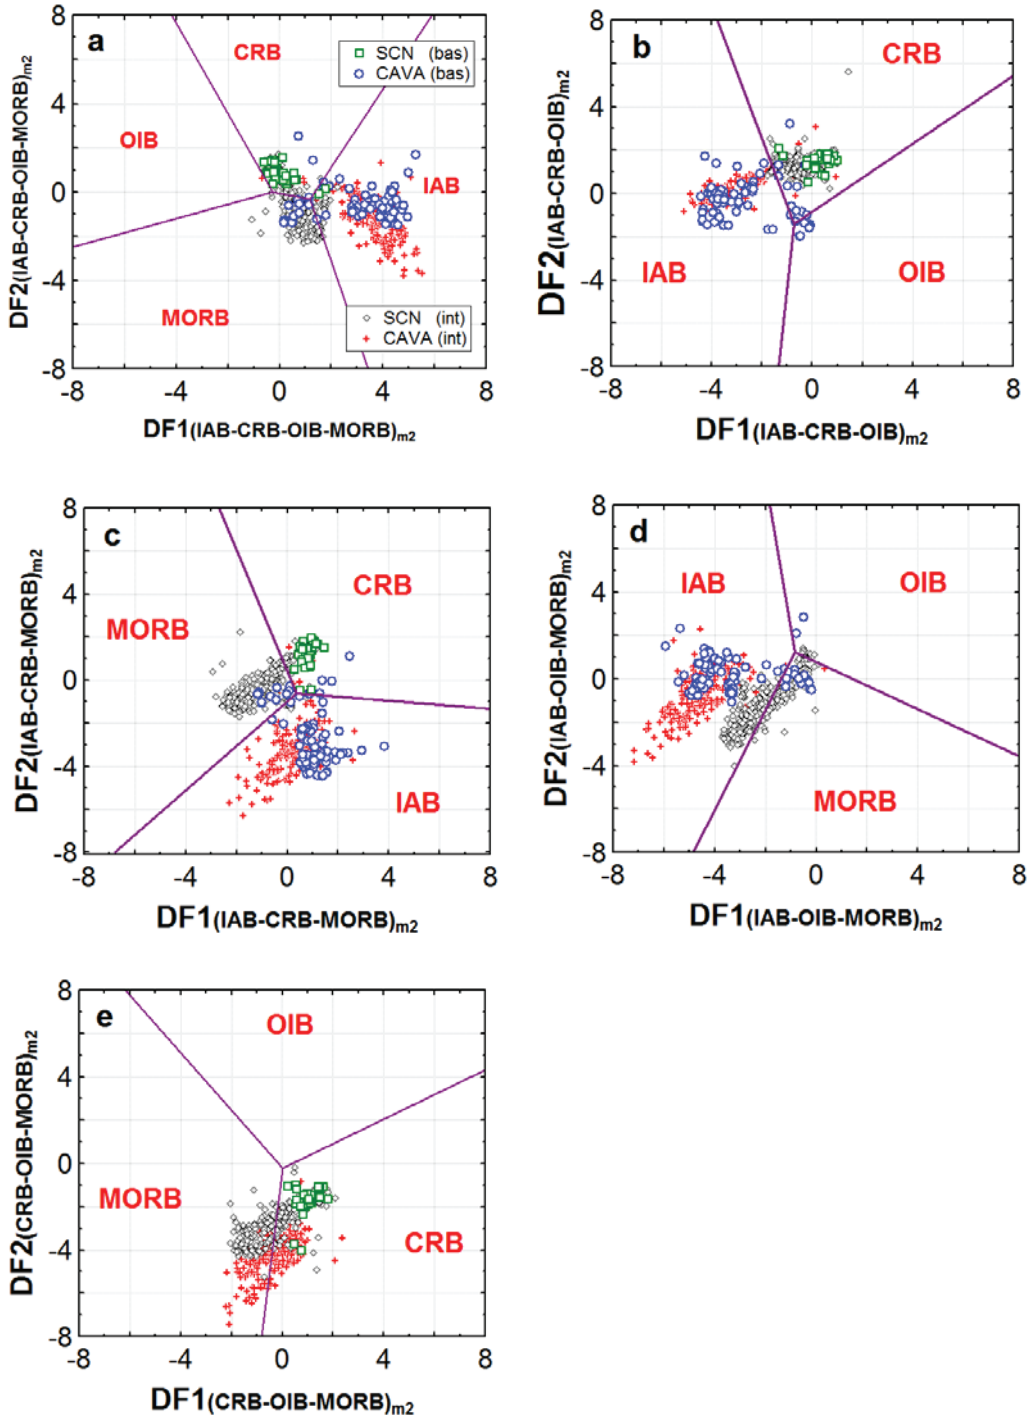 a
CRB
OIB
IAB
MORB
SCN (bas)
CAVA (bas)
SCN (int)
CAVA (int)
8
4
0
-4
-8
-8 -4 0 4 8
DF2(IAB-CRB-OIB-MORB)m2
DF1(IAB-CRB-OIB-MORB)m2
b
CRB
IAB
OIB
8
4
0
-4
-8
-8 -4 0 4 8
DF2(IAB-CRB-OIB)m2
DF1(IAB-CRB-OIB)m2
c
CRB
MORB
IAB
8
4
0
-4
-8
-8 -4 0 4 8
DF2(IAB-CRB-MORB)m2
DF1(IAB-CRB-MORB)m2
d
IAB
OIB
MORB
8
4
0
-4
-8
-8 -4 0 4 8
DF2(IAB-OIB-MORB)m2
DF1(IAB-OIB-MORB)m2
e
OIB
MORB
CRB
8
4
0
-4
-8
-8 -4 0 4 8
DF2(CRB-OIB-MORB)m2
DF1(CRB-OIB-MORB)m2